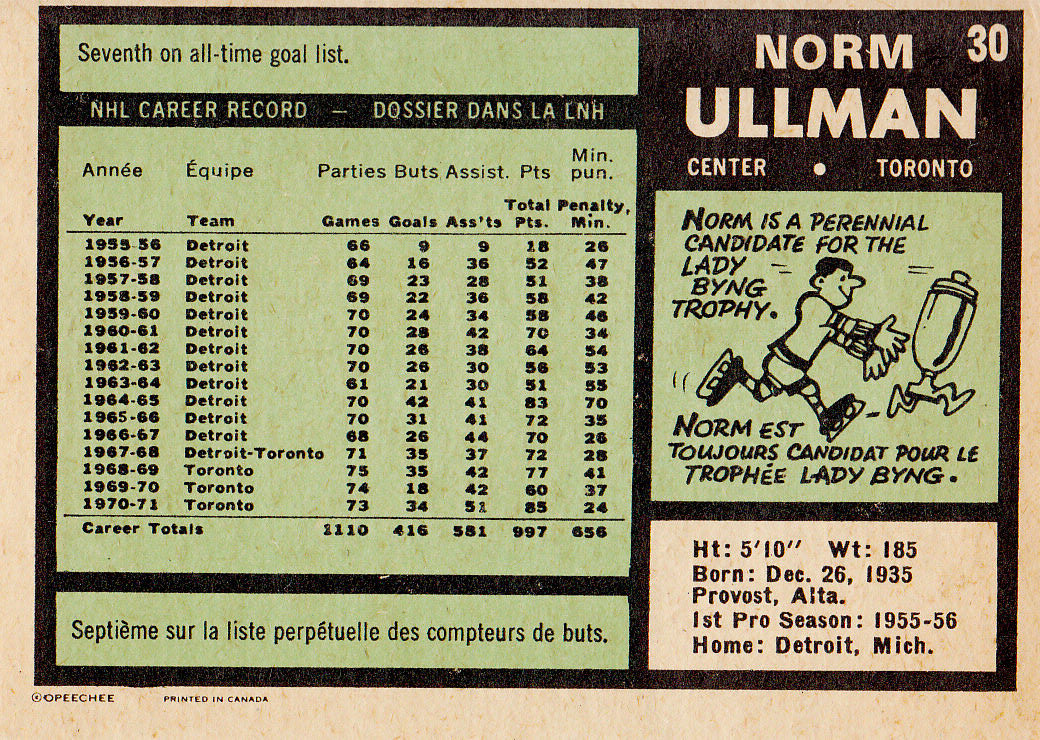 Seventh on all-time goal list.
NHL CAREER RECORD — DOSSIER DANS LA LNH
Année Équipe Parties Buts Assist. Pts Min. pun.
Year Team Games Goals Ass'ts Total Pts. Penalty, Min.
1955-56 Detroit 66 9 9 18 26
1956-57 Detroit 64 16 36 52 47
1957-58 Detroit 69 23 28 51 38
1958-59 Detroit 69 22 36 58 42
1959-60 Detroit 70 24 34 58 46
1960-61 Detroit 70 28 42 70 34
1961-62 Detroit 70 26 38 64 54
1962-63 Detroit 70 26 30 56 53
1963-64 Detroit 61 21 30 51 55
1964-65 Detroit 70 42 41 83 70
1965-66 Detroit 70 31 41 72 35
1966-67 Detroit 68 26 44 70 26
1967-68 Detroit-Toronto 71 35 37 72 28
1968-69 Toronto 75 35 42 77 41
1969-70 Toronto 74 18 42 60 37
1970-71 Toronto 73 34 51 85 24
Career Totals 1110 416 581 997 656
Septième sur la liste perpétuelle des compteurs de buts.
©OPEECHEE PRINTED IN CANADA
30
NORM
ULLMAN
CENTER • TORONTO
NORM IS A PERENNIAL
CANDIDATE FOR THE
LADY
BYNG
TROPHY.
NORM EST
TOUJOURS CANDIDAT POUR LE
TROPHÉE LADY BYNG.
Ht: 5'10" Wt: 185
Born: Dec. 26, 1935
Provost, Alta.
1st Pro Season: 1955-56
Home: Detroit, Mich.